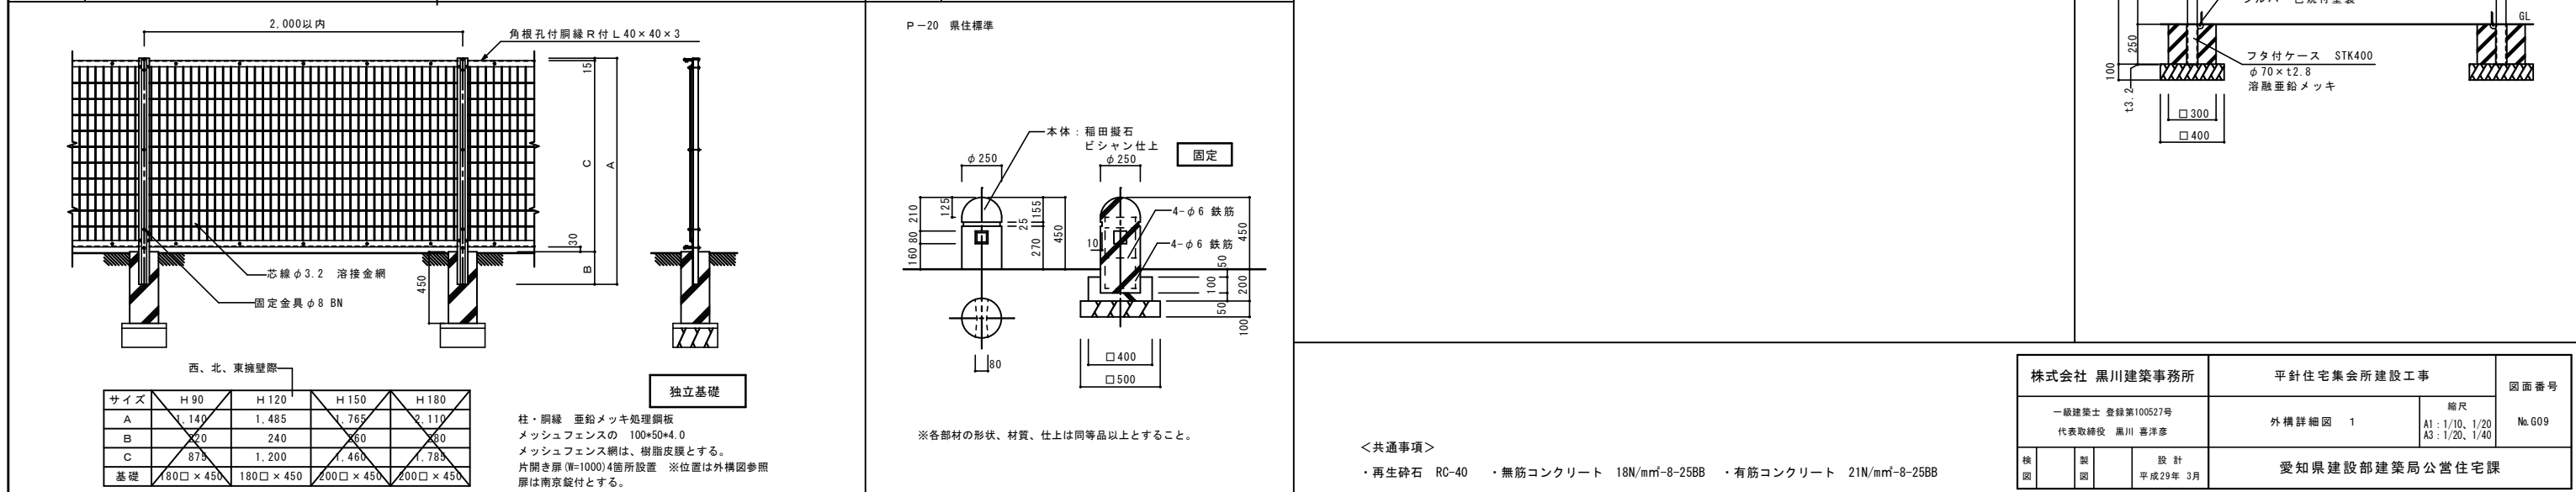 2,000以内
角根孔付胴縁R付L40×40×3
15
C
A
30
B
450
芯線φ3.2 溶接金網
固定金具φ8 BN
西、北、東擁壁際
サイズ H90 H120 H150 H180
A 1,140 1,485 1,765 2,110
B 220 240 260 280
C 875 1,200 1,460 1,785
基礎 180□×450 180□×450 200□×450 200□×450
独立基礎
柱・胴縁 亜鉛メッキ処理鋼板
メッシュフェンスの 100*50*4.0
メッシュフェンス網は、樹脂皮膜とする。
片開き扉(W=1000)4箇所設置 ※位置は外構図参照
扉は南京錠付とする。
P-20 県住標準
本体:稲田擬石
ビシャン仕上
固定
φ250
φ250
210
80
160
125
25
155
270
450
4-φ6 鉄筋
10
4-φ6 鉄筋
450
50
100
200
50
100
80
□400
□500
※各部材の形状、材質、仕上は同等品以上とすること。
GL
250
100
t3.2
フタ付ケース STK400
φ70×t2.8
溶融亜鉛メッキ
□300
□400
<共通事項>
・再生砕石 RC-40 ・無筋コンクリート 18N/mm²-8-25BB ・有筋コンクリート 21N/mm²-8-25BB
株式会社 黒川建築事務所
一級建築士 登録第100527号
代表取締役 黒川 喜洋彦
検図
製図
設計
平成29年 3月
平針住宅集会所建設工事
外構詳細図 1
縮尺
A1:1/10、1/20
A3:1/20、1/40
図面番号
No.G09
愛知県建設部建築局公営住宅課